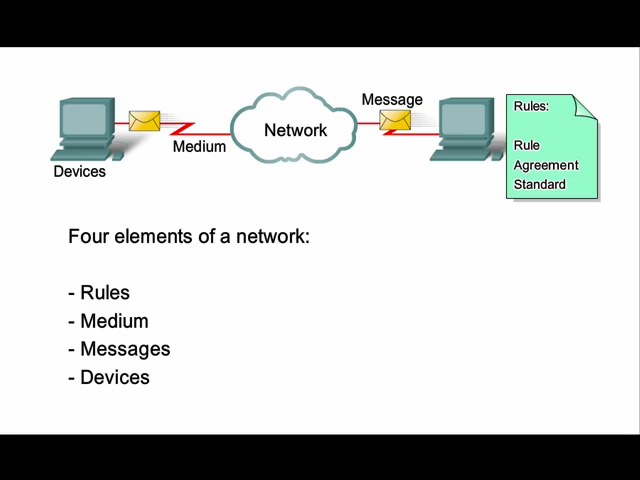 Message
Rules:
Network
Medium
Rule
Agreement
Standard
Devices
Four elements of a network:
- Rules
- Medium
- Messages
- Devices